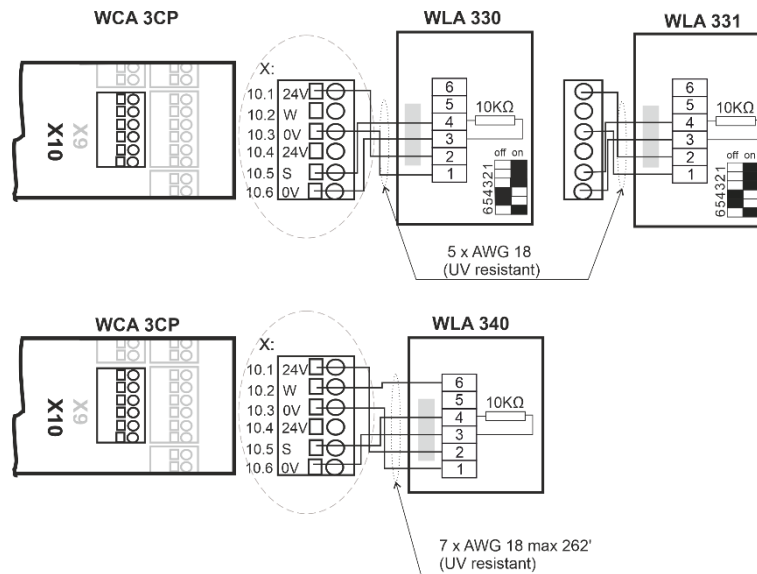 WCA 3CP
WLA 330
WLA 331
X10
X9
X:
10.1 24V
10.2 W
10.3 0V
10.4 24V
10.5 S
10.6 0V
6
5
4
3
2
1
10KΩ
off on
654321
6
5
4
3
2
1
10KΩ
off on
654321
5 x AWG 18
(UV resistant)
WCA 3CP
WLA 340
X10
X9
X:
10.1 24V
10.2 W
10.3 0V
10.4 24V
10.5 S
10.6 0V
6
5
4
3
2
1
10KΩ
7 x AWG 18 max 262'
(UV resistant)